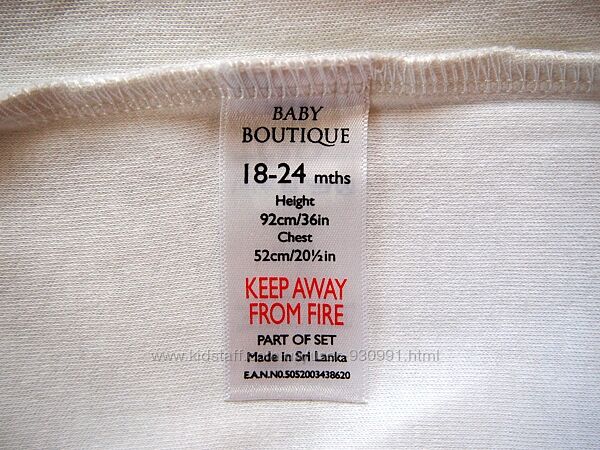 BABY
BOUTIQUE
18-24 mths
Height
92cm/36in
Chest
52cm/20½in
KEEP AWAY
FROM FIRE
PART OF SET
Made in Sri Lanka
E.A.N.N0.5052003438620